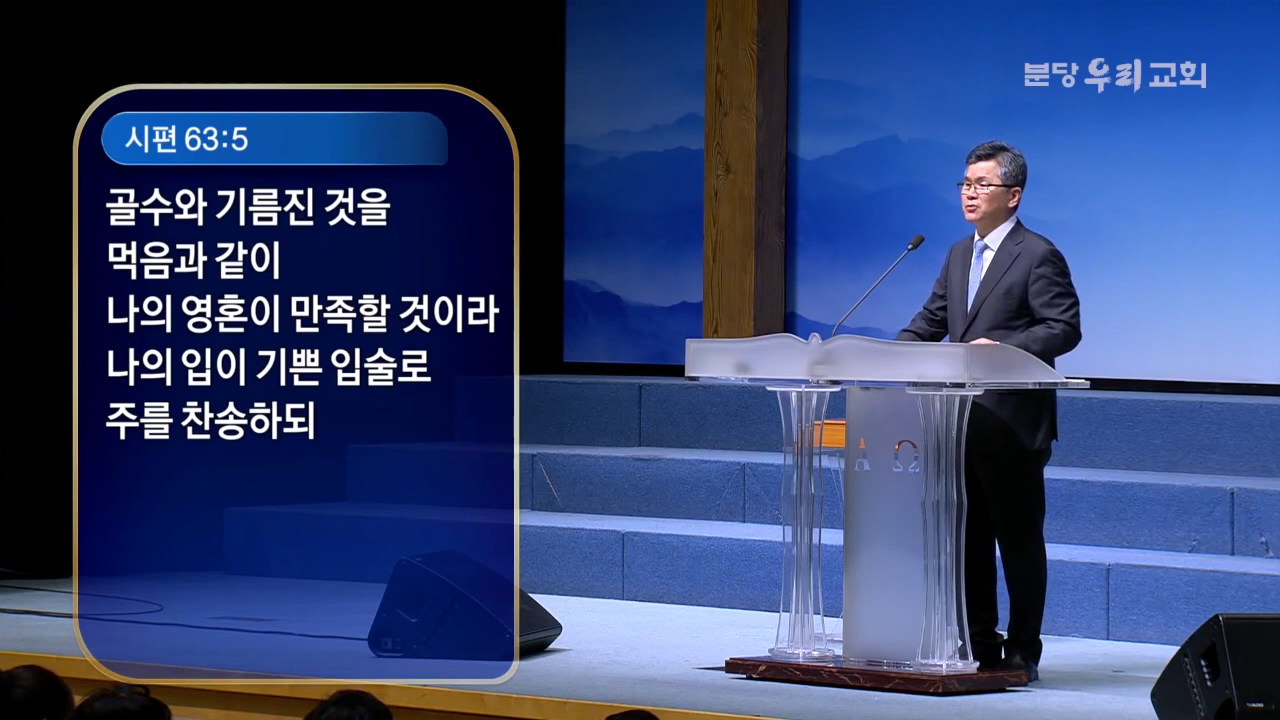 분당우리교회
시편 63:5
골수와 기름진 것을
먹음과 같이
나의 영혼이 만족할 것이라
나의 입이 기쁜 입술로
주를 찬송하되
Α Ω